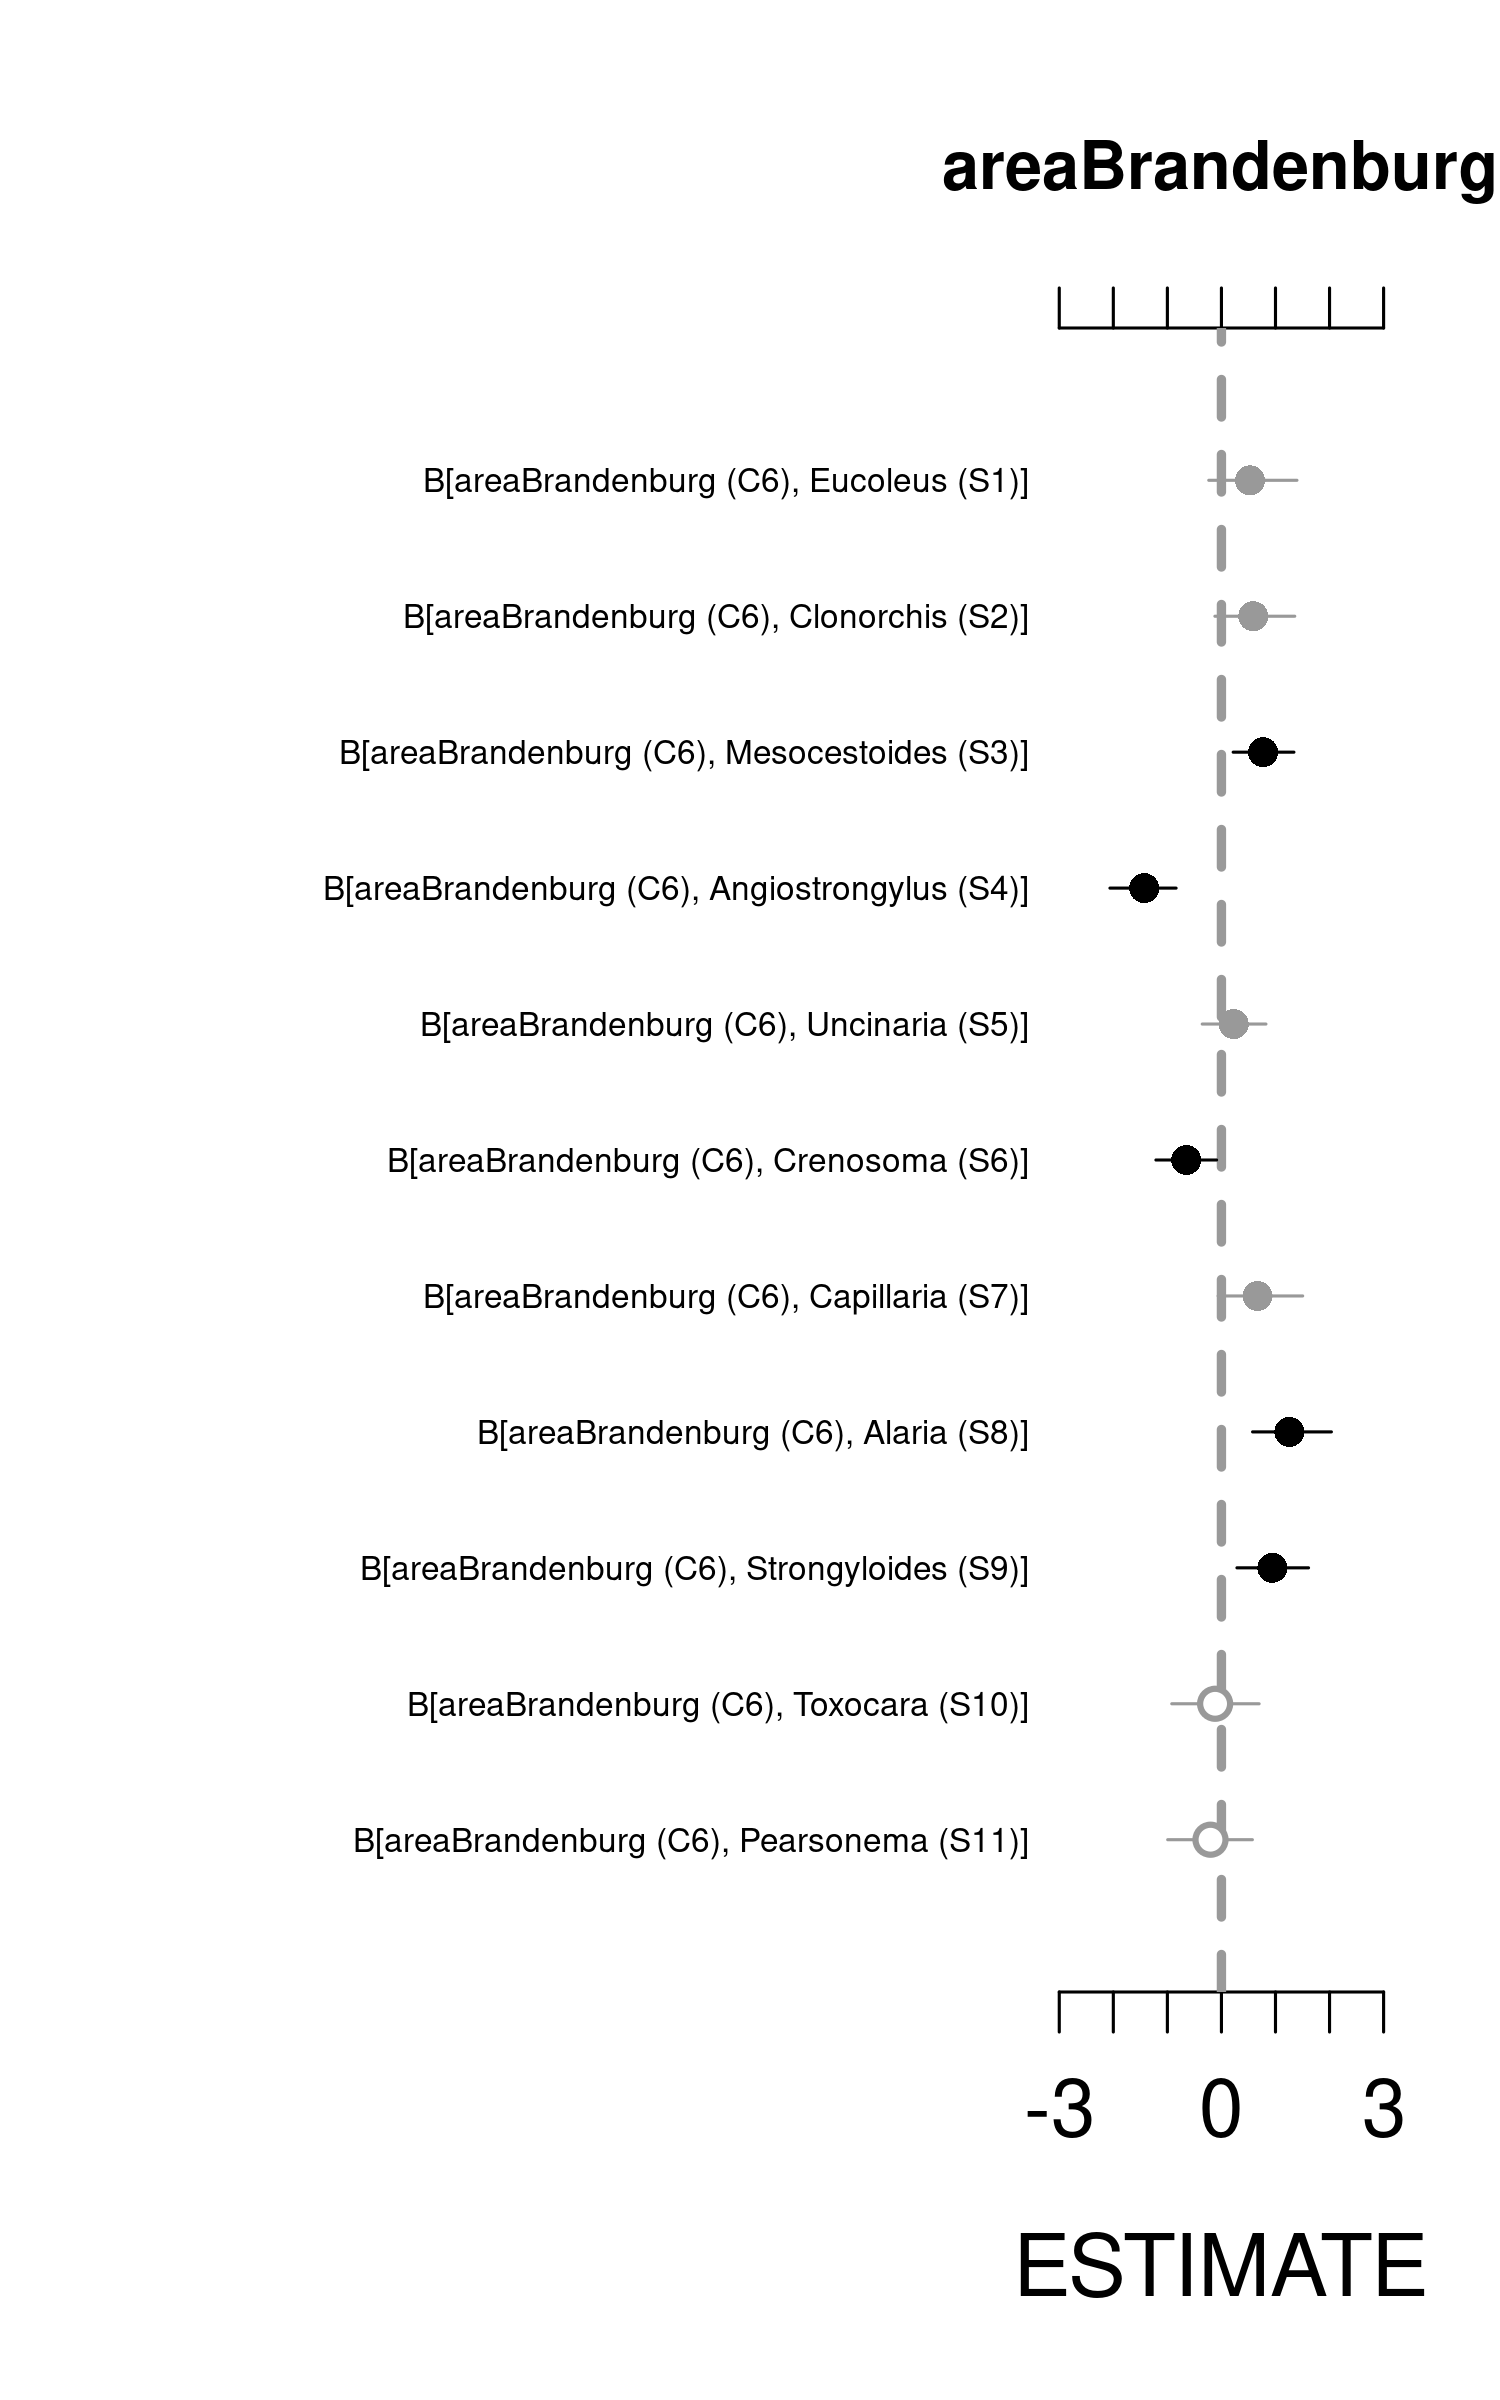 areaBrandenburg
B[areaBrandenburg (C6), Eucoleus (S1)]
B[areaBrandenburg (C6), Clonorchis (S2)]
B[areaBrandenburg (C6), Mesocestoides (S3)]
B[areaBrandenburg (C6), Angiostrongylus (S4)]
B[areaBrandenburg (C6), Uncinaria (S5)]
B[areaBrandenburg (C6), Crenosoma (S6)]
B[areaBrandenburg (C6), Capillaria (S7)]
B[areaBrandenburg (C6), Alaria (S8)]
B[areaBrandenburg (C6), Strongyloides (S9)]
B[areaBrandenburg (C6), Toxocara (S10)]
B[areaBrandenburg (C6), Pearsonema (S11)]
-3 0 3
ESTIMATE